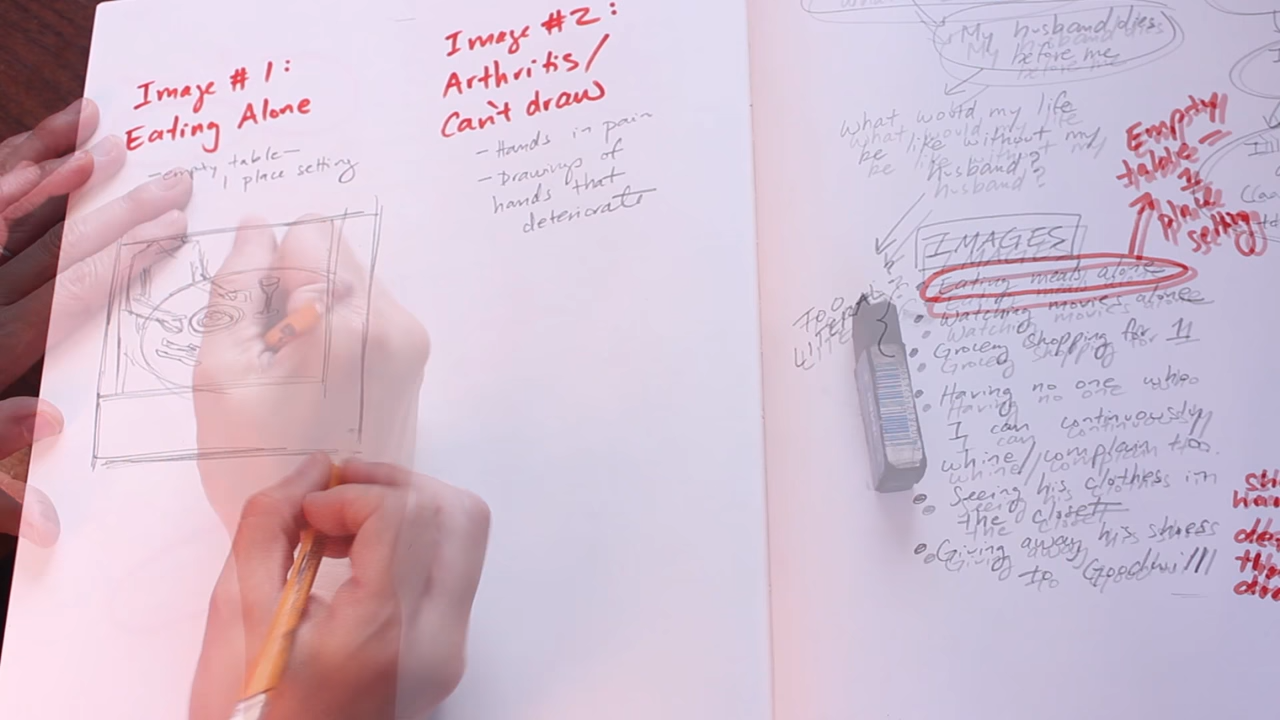 Image # 1:
Eating Alone
- empty table -
1 place setting
Image #2:
Arthritis/
Can't draw
- Hands in pain
- Drawings of
hands that
deteriorate
My husband dies
before me
what would my life
be like without my
husband?
IMAGES
Eating meals alone
Watching movies alone
Grocery shopping for 1
Having no one who
I can continuously
whine/complain too.
Seeing his clothes in
the closet
Giving away his
to Goodwill
Empty
table -
plate
setting
TOO
LITERAL?